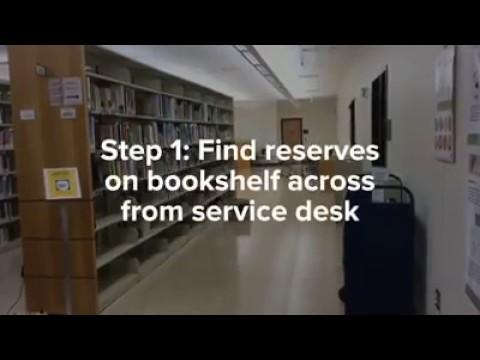 Step 1: Find reserves
on bookshelf across
from service desk